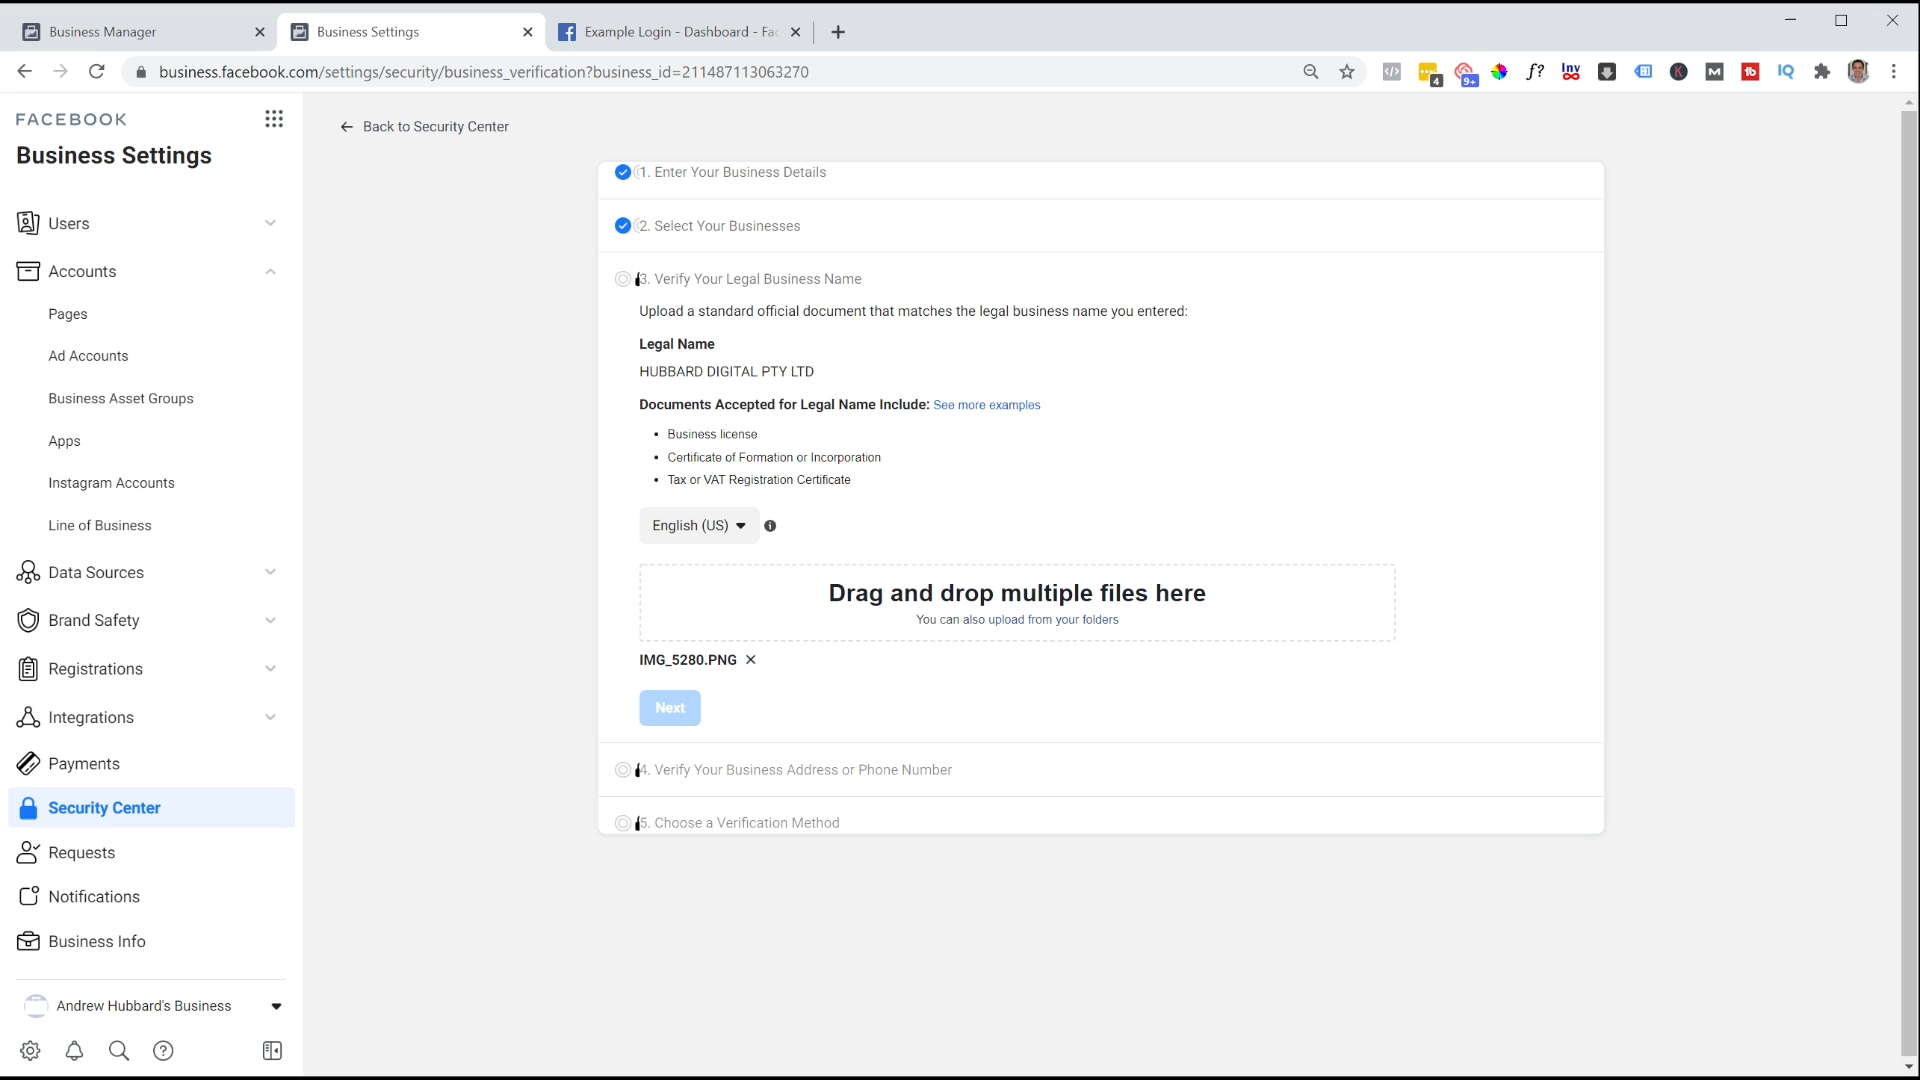 Business Manager
Business Settings
Example Login - Dashboard - Fac
business.facebook.com/settings/security/business_verification?business_id=211487113063270
4
9+
f?
Inv
K
M
tb
IQ
FACEBOOK
Business Settings
Users
Accounts
Pages
Ad Accounts
Business Asset Groups
Apps
Instagram Accounts
Line of Business
Data Sources
Brand Safety
Registrations
Integrations
Payments
Security Center
Requests
Notifications
Business Info
Andrew Hubbard's Business
Back to Security Center
1. Enter Your Business Details
2. Select Your Businesses
3. Verify Your Legal Business Name
Upload a standard official document that matches the legal business name you entered:
Legal Name
HUBBARD DIGITAL PTY LTD
Documents Accepted for Legal Name Include: See more examples
• Business license
• Certificate of Formation or Incorporation
• Tax or VAT Registration Certificate
English (US)
Drag and drop multiple files here
You can also upload from your folders
IMG_5280.PNG
Next
4. Verify Your Business Address or Phone Number
5. Choose a Verification Method